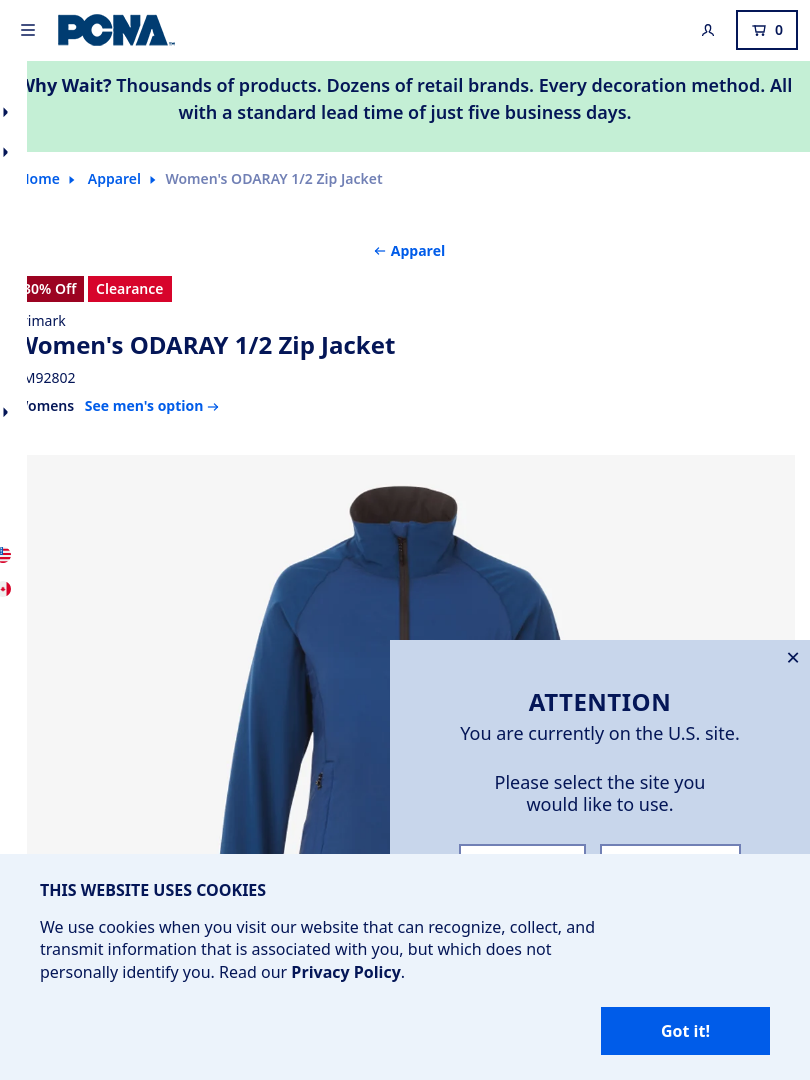 PCNA
0
Why Wait? Thousands of products. Dozens of retail brands. Every decoration method. All
with a standard lead time of just five business days.
Home Apparel Women's ODARAY 1/2 Zip Jacket
← Apparel
30% Off Clearance
imark
Women's ODARAY 1/2 Zip Jacket
M92802
omens See men's option →
ATTENTION
You are currently on the U.S. site.
Please select the site you
would like to use.
THIS WEBSITE USES COOKIES
We use cookies when you visit our website that can recognize, collect, and
transmit information that is associated with you, but which does not
personally identify you. Read our Privacy Policy.
Got it!